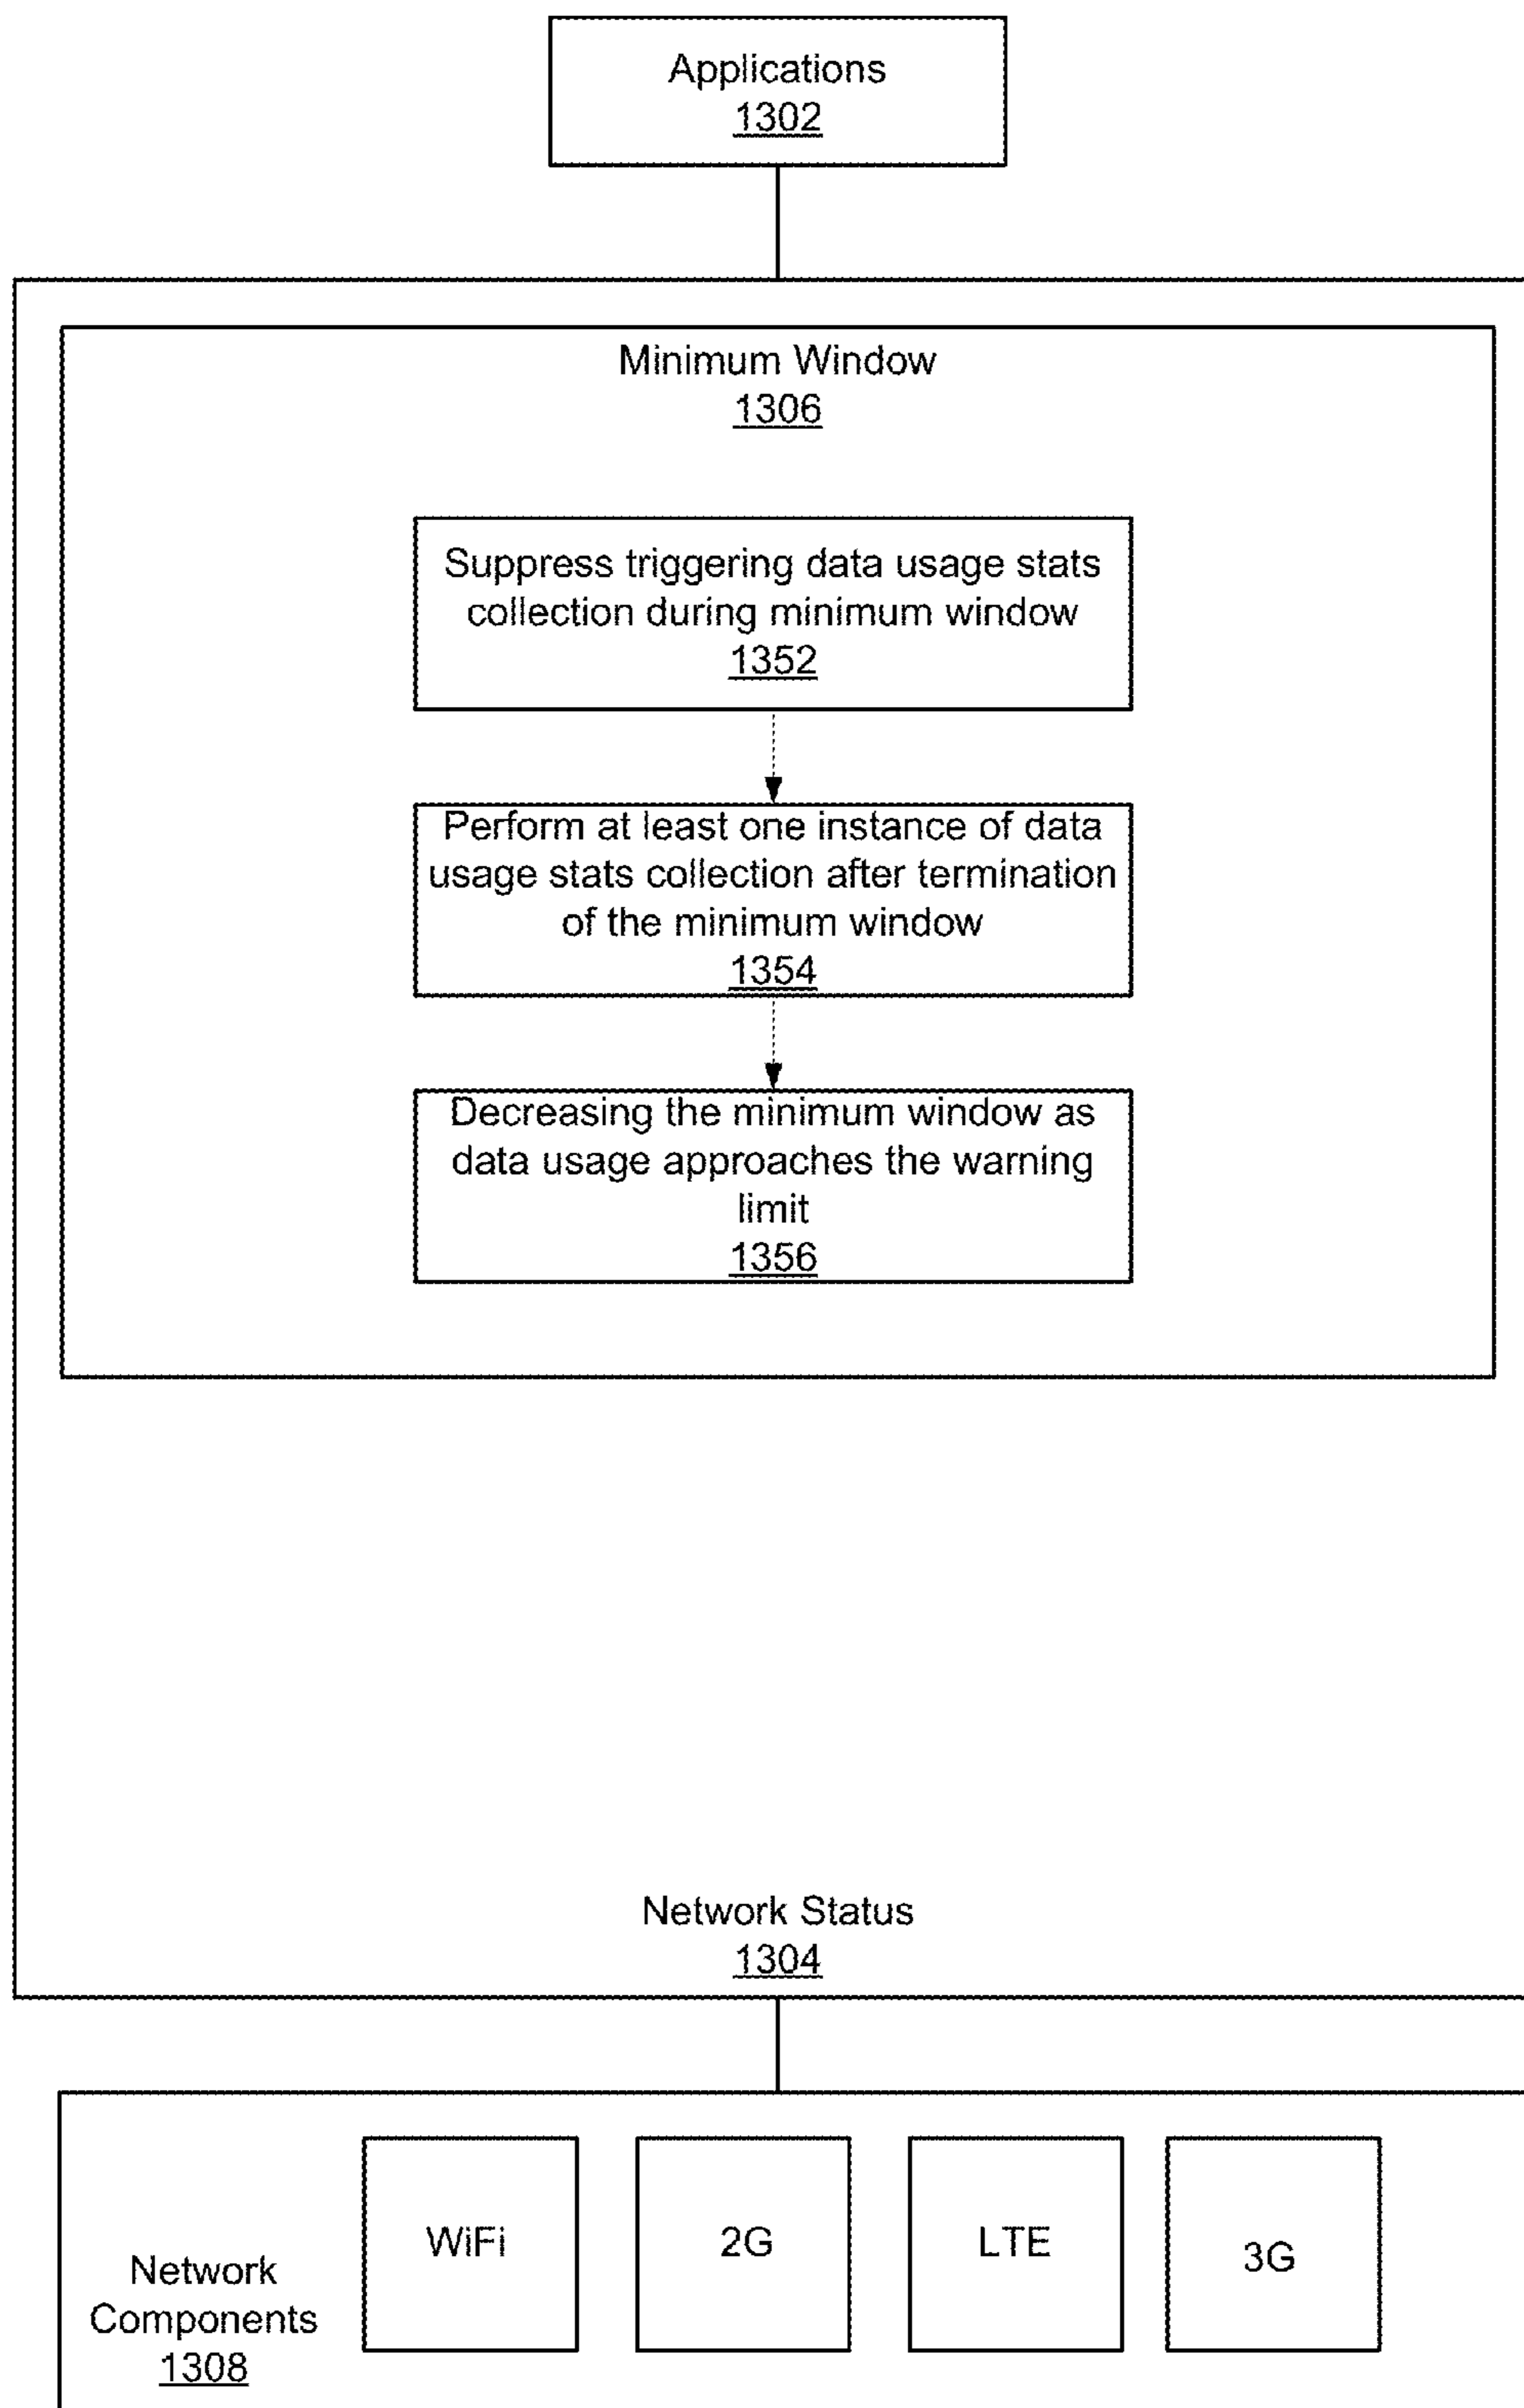 Applications
1302
Minimum Window
1306
Suppress triggering data usage stats
collection during minimum window
1352
Perform at least one instance of data
usage stats collection after termination
of the minimum window
1354
Decreasing the minimum window as
data usage approaches the warning
limit
1356
Network Status
1304
WiFi
2G
LTE
3G
Network
Components
1308